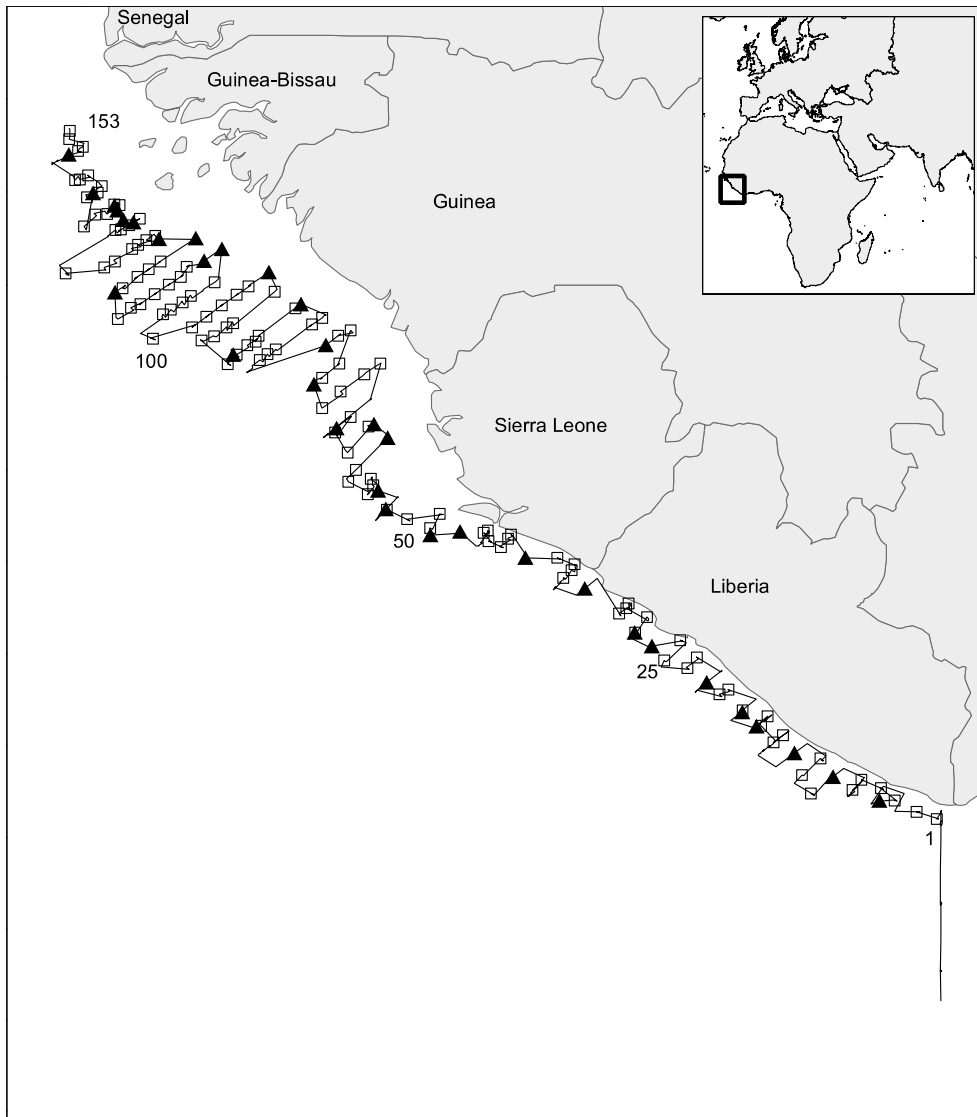 Senegal
Guinea-Bissau
153
Guinea
100
Sierra Leone
50
Liberia
25
1